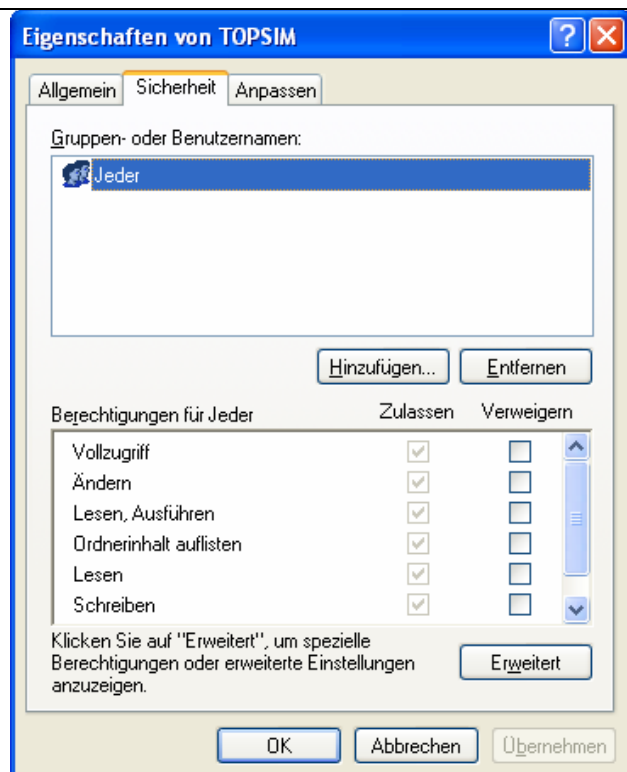 Eigenschaften von TOPSIM
?
Allgemein Sicherheit Anpassen
Gruppen- oder Benutzernamen:
Jeder
Hinzufügen... Entfernen
Berechtigungen für Jeder Zulassen Verweigern
Vollzugriff
Ändern
Lesen, Ausführen
Ordnerinhalt auflisten
Lesen
Schreiben
Klicken Sie auf "Erweitert", um spezielle
Berechtigungen oder erweiterte Einstellungen
anzuzeigen.
Erweitert
OK Abbrechen Übernehmen